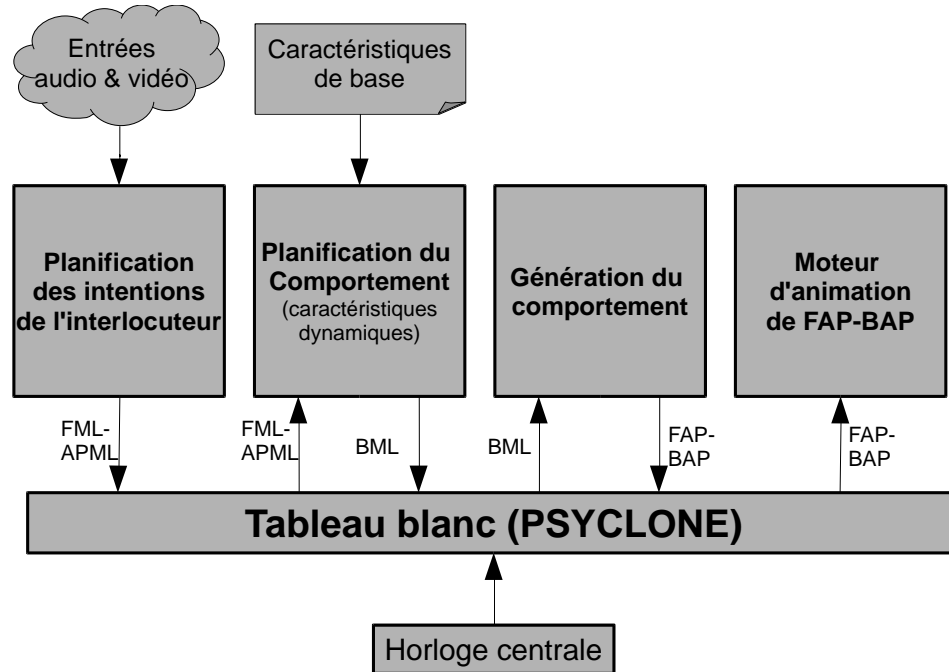 Entrées
audio & vidéo
Caractéristiques
de base
Planification
des intentions
de l'interlocuteur
Planification du
Comportement
(caractéristiques
dynamiques)
Génération du
comportement
Moteur
d'animation
de FAP-BAP
FML-
APML
FML-
APML
BML
BML
FAP-
BAP
FAP-
BAP
Tableau blanc (PSYCLONE)
Horloge centrale